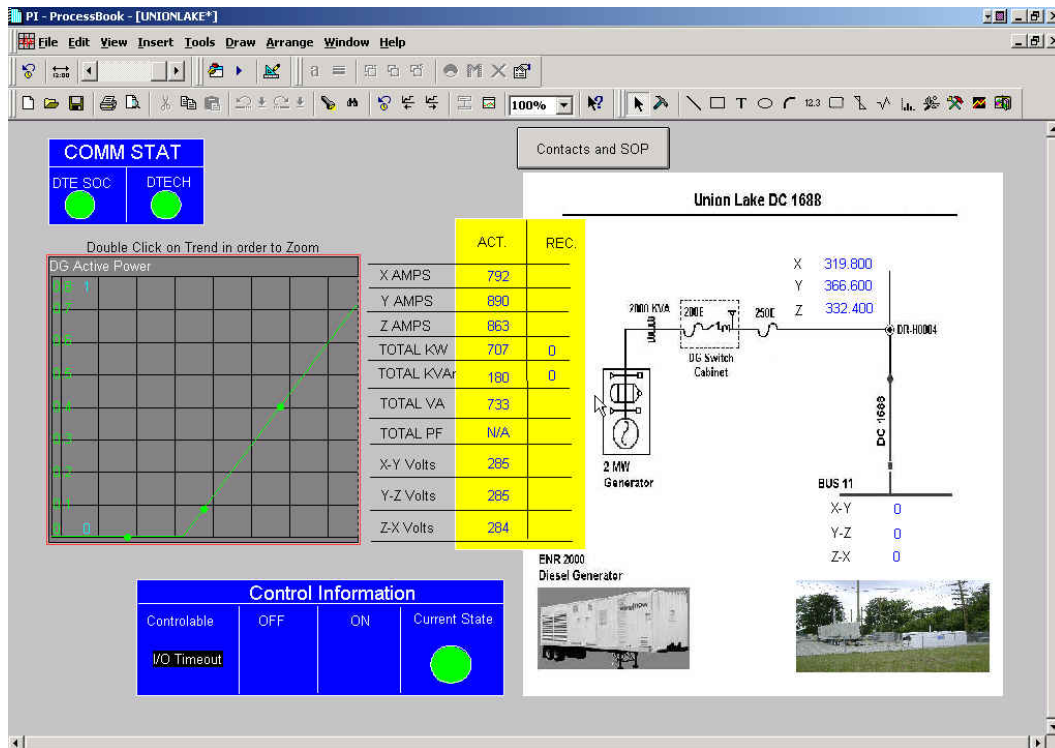 PI - ProcessBook - [UNIONLAKE*]
File Edit View Insert Tools Draw Arrange Window Help
100%
COMM STAT
DTE SOC DTECH
Contacts and SOP
Double Click on Trend in order to Zoom
DG Active Power
1
0
ACT. REC.
X AMPS 792
Y AMPS 890
Z AMPS 863
TOTAL KW 707 0
TOTAL KVAr 180 0
TOTAL VA 733
TOTAL PF N/A
X-Y Volts 285
Y-Z Volts 285
Z-X Volts 284
Union Lake DC 1688
X 319.800
Y 366.600
Z 332.400
2000 KVA
200E
250E
DG Switch
Cabinet
DR-H0004
DC 1688
2 MW
Generator
BUS 11
X-Y 0
Y-Z 0
Z-X 0
ENR 2000
Diesel Generator
Control Information
Controlable OFF ON Current State
I/O Timeout